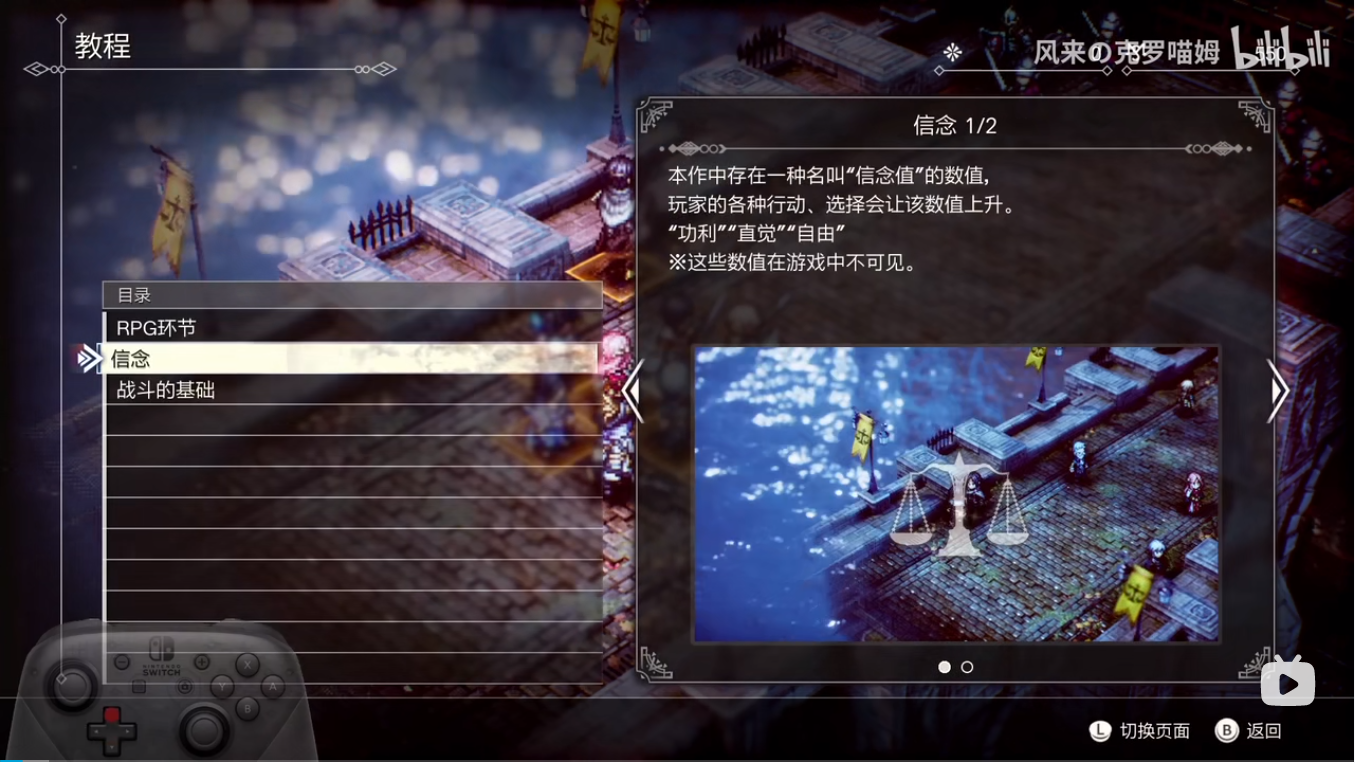 教程
风来の克罗喵姆
bilibili
信念 1/2
本作中存在一种名叫“信念值”的数值,
玩家的各种行动、选择会让该数值上升。
“功利”“直觉”“自由”
※这些数值在游戏中不可见。
目录
RPG环节
信念
战斗的基础
NINTENDO
SWITCH
X
Y
A
B
L 切换页面
B 返回